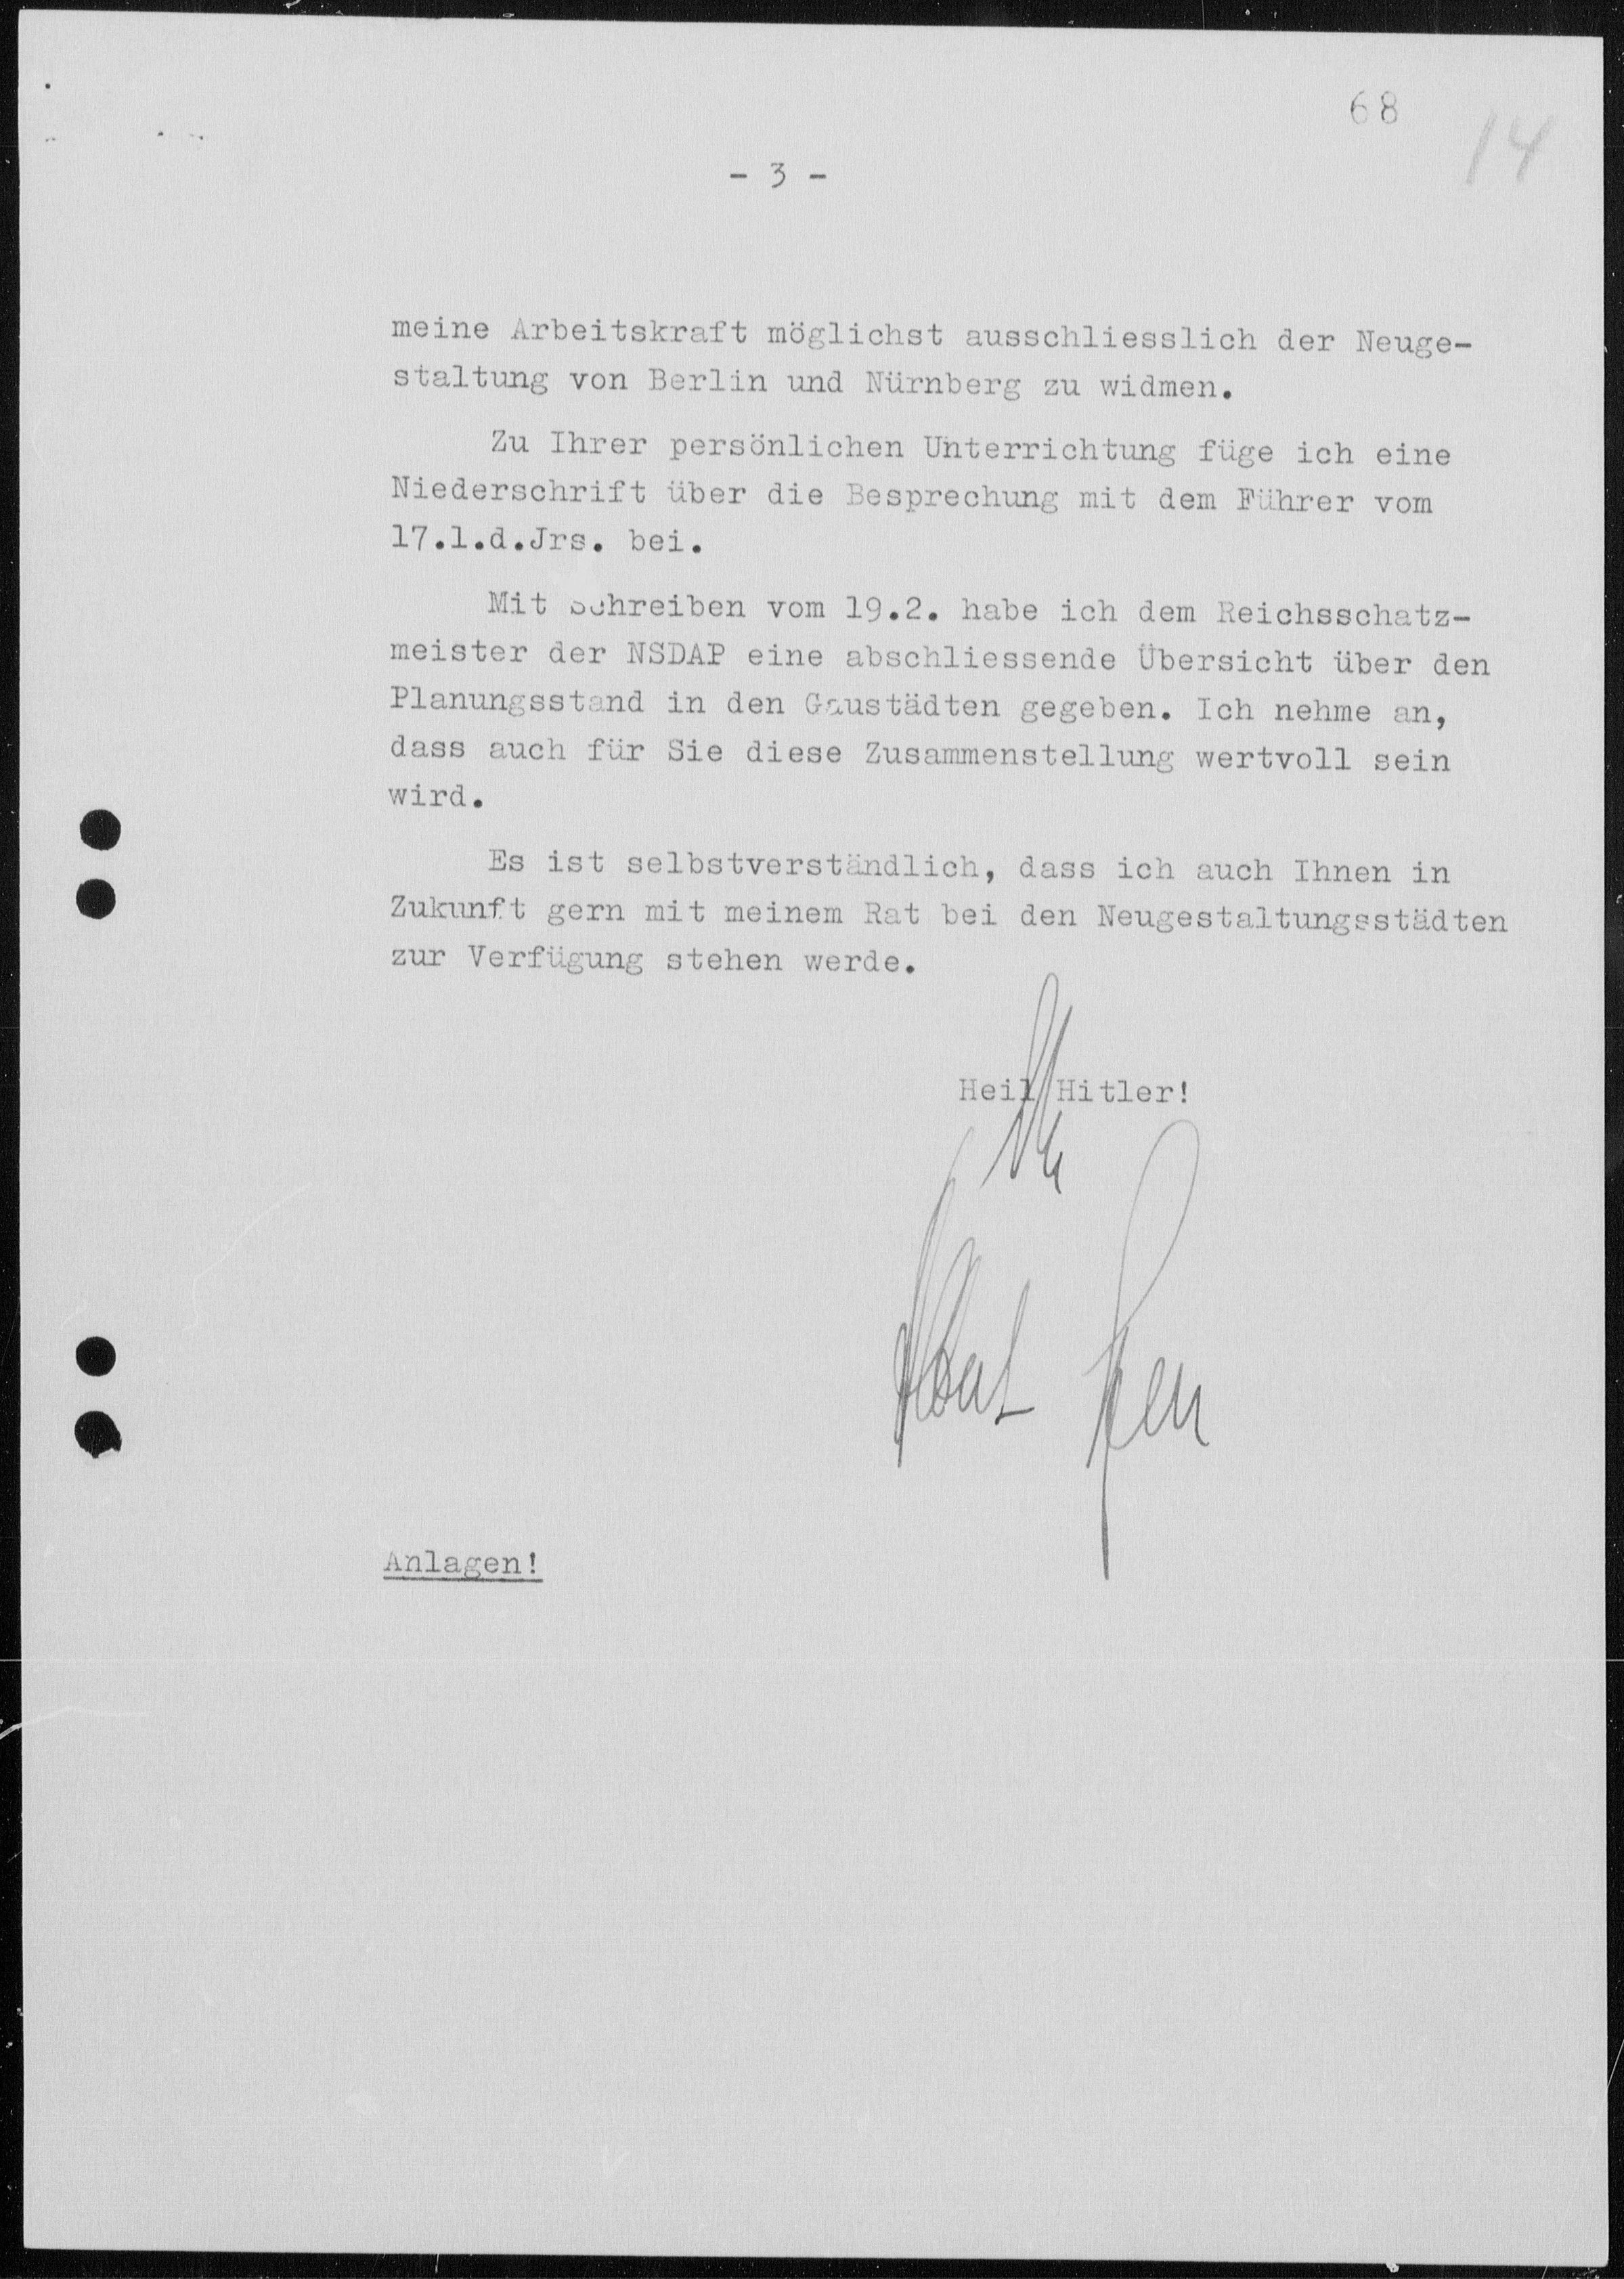 68
14
- 3 -
meine Arbeitskraft möglichst ausschliesslich der Neuge-
staltung von Berlin und Nürnberg zu widmen.
Zu Ihrer persönlichen Unterrichtung füge ich eine
Niederschrift über die Besprechung mit dem Führer vom
17.1.d.Jrs. bei.
Mit Schreiben vom 19.2. habe ich dem Reichsschatz-
meister der NSDAP eine abschliessende Übersicht über den
Planungsstand in den Gaustädten gegeben. Ich nehme an,
dass auch für Sie diese Zusammenstellung wertvoll sein
wird.
Es ist selbstverständlich, dass ich auch Ihnen in
Zukunft gern mit meinem Rat bei den Neugestaltungsstädten
zur Verfügung stehen werde.
Heil Hitler!
Anlagen!